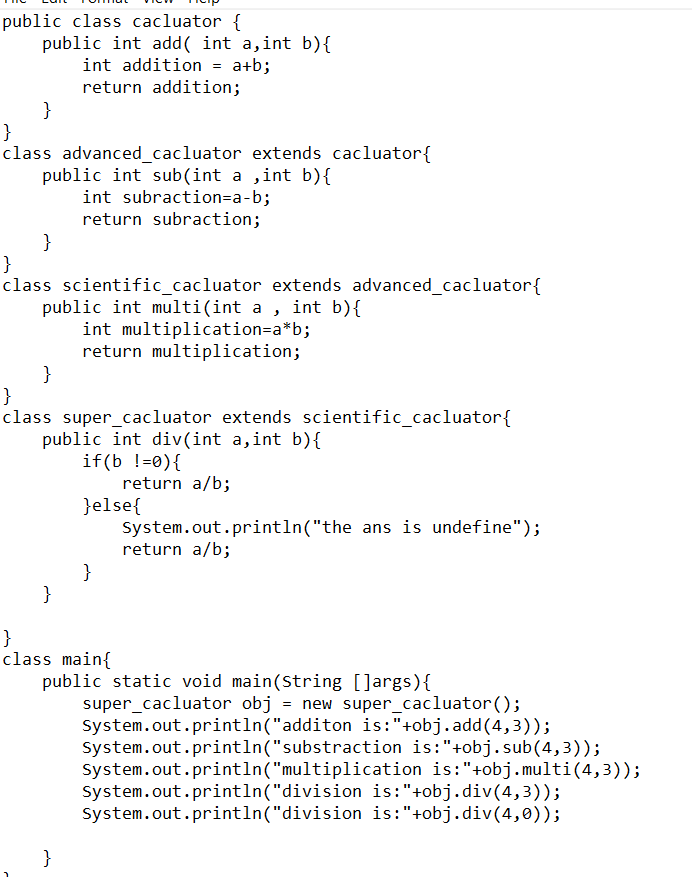 File Edit Format View Help
public class cacluator {
    public int add( int a,int b){
        int addition = a+b;
        return addition;
    }
}
class advanced_cacluator extends cacluator{
    public int sub(int a ,int b){
        int subraction=a-b;
        return subraction;
    }
}
class scientific_cacluator extends advanced_cacluator{
    public int multi(int a , int b){
        int multiplication=a*b;
        return multiplication;
    }
}
class super_cacluator extends scientific_cacluator{
    public int div(int a,int b){
        if(b !=0){
            return a/b;
        }else{
            System.out.println("the ans is undefine");
            return a/b;
        }
    }

}
class main{
    public static void main(String []args){
        super_cacluator obj = new super_cacluator();
        System.out.println("additon is:"+obj.add(4,3));
        System.out.println("substraction is:"+obj.sub(4,3));
        System.out.println("multiplication is:"+obj.multi(4,3));
        System.out.println("division is:"+obj.div(4,3));
        System.out.println("division is:"+obj.div(4,0));

    }
}